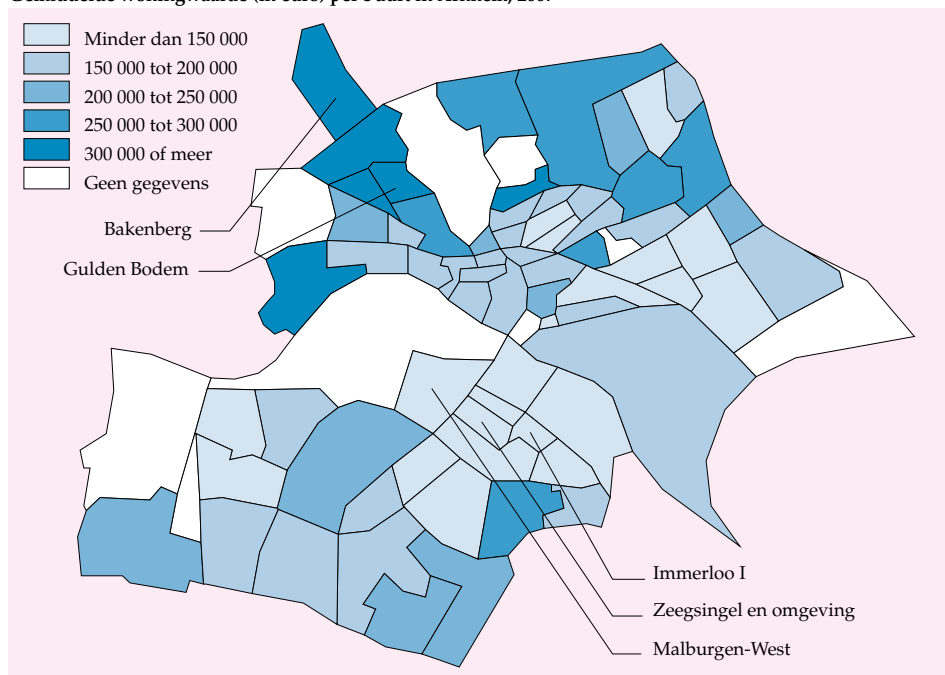 Minder dan 150 000
150 000 tot 200 000
200 000 tot 250 000
250 000 tot 300 000
300 000 of meer
Geen gegevens
Bakenberg
Gulden Bodem
Immerloo I
Zeegsingel en omgeving
Malburgen-West